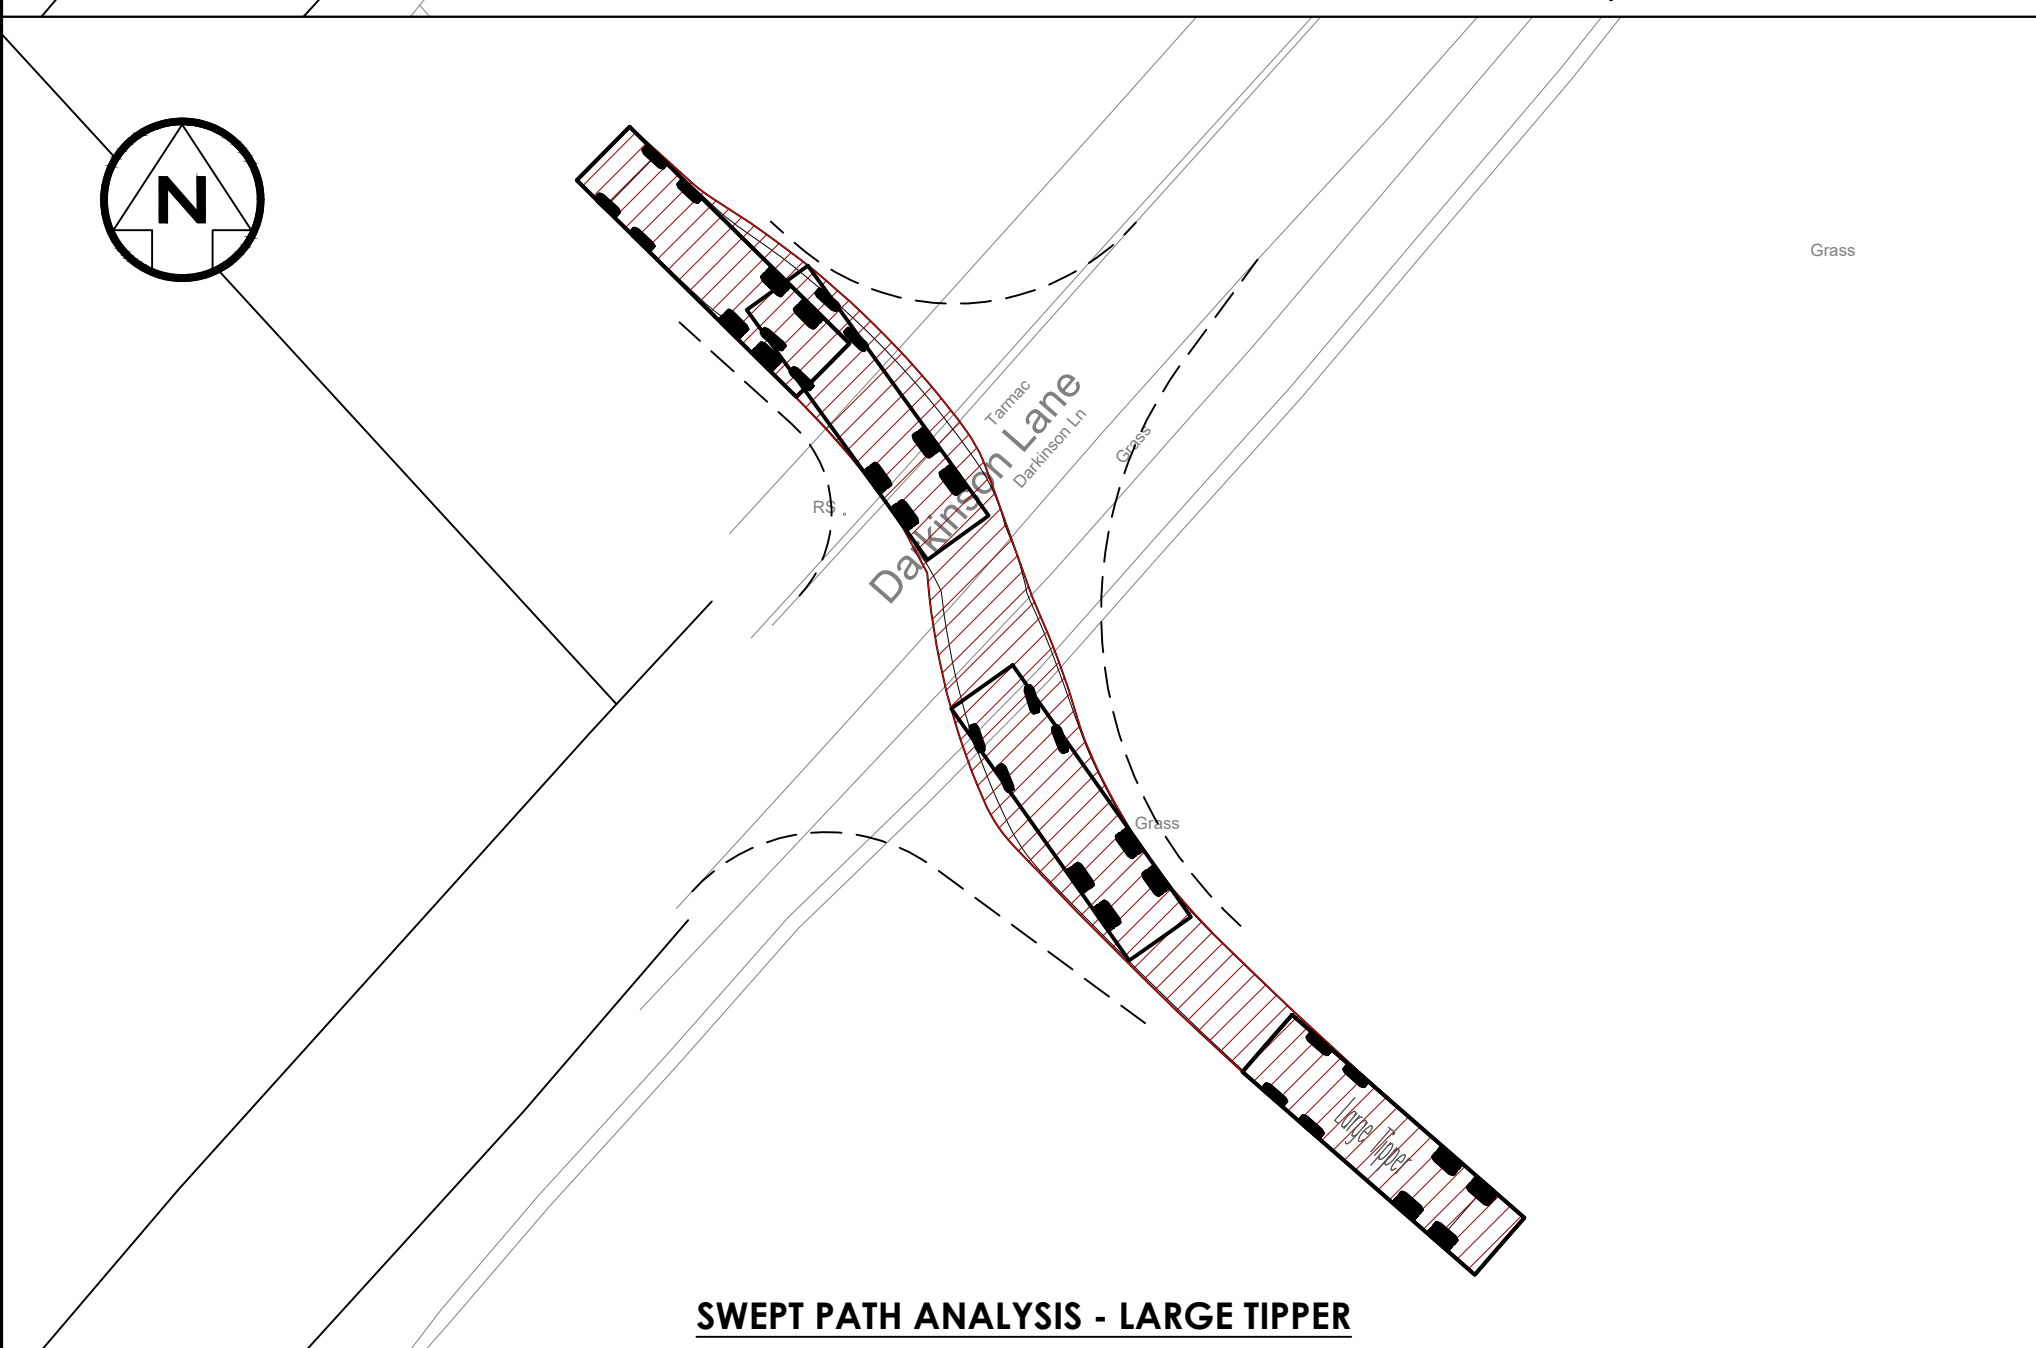 N
Grass
Tarmac
Darkinson Lane
Darkinson Ln
Grass
RS
Grass
Large Tipper
SWEPT PATH ANALYSIS - LARGE TIPPER